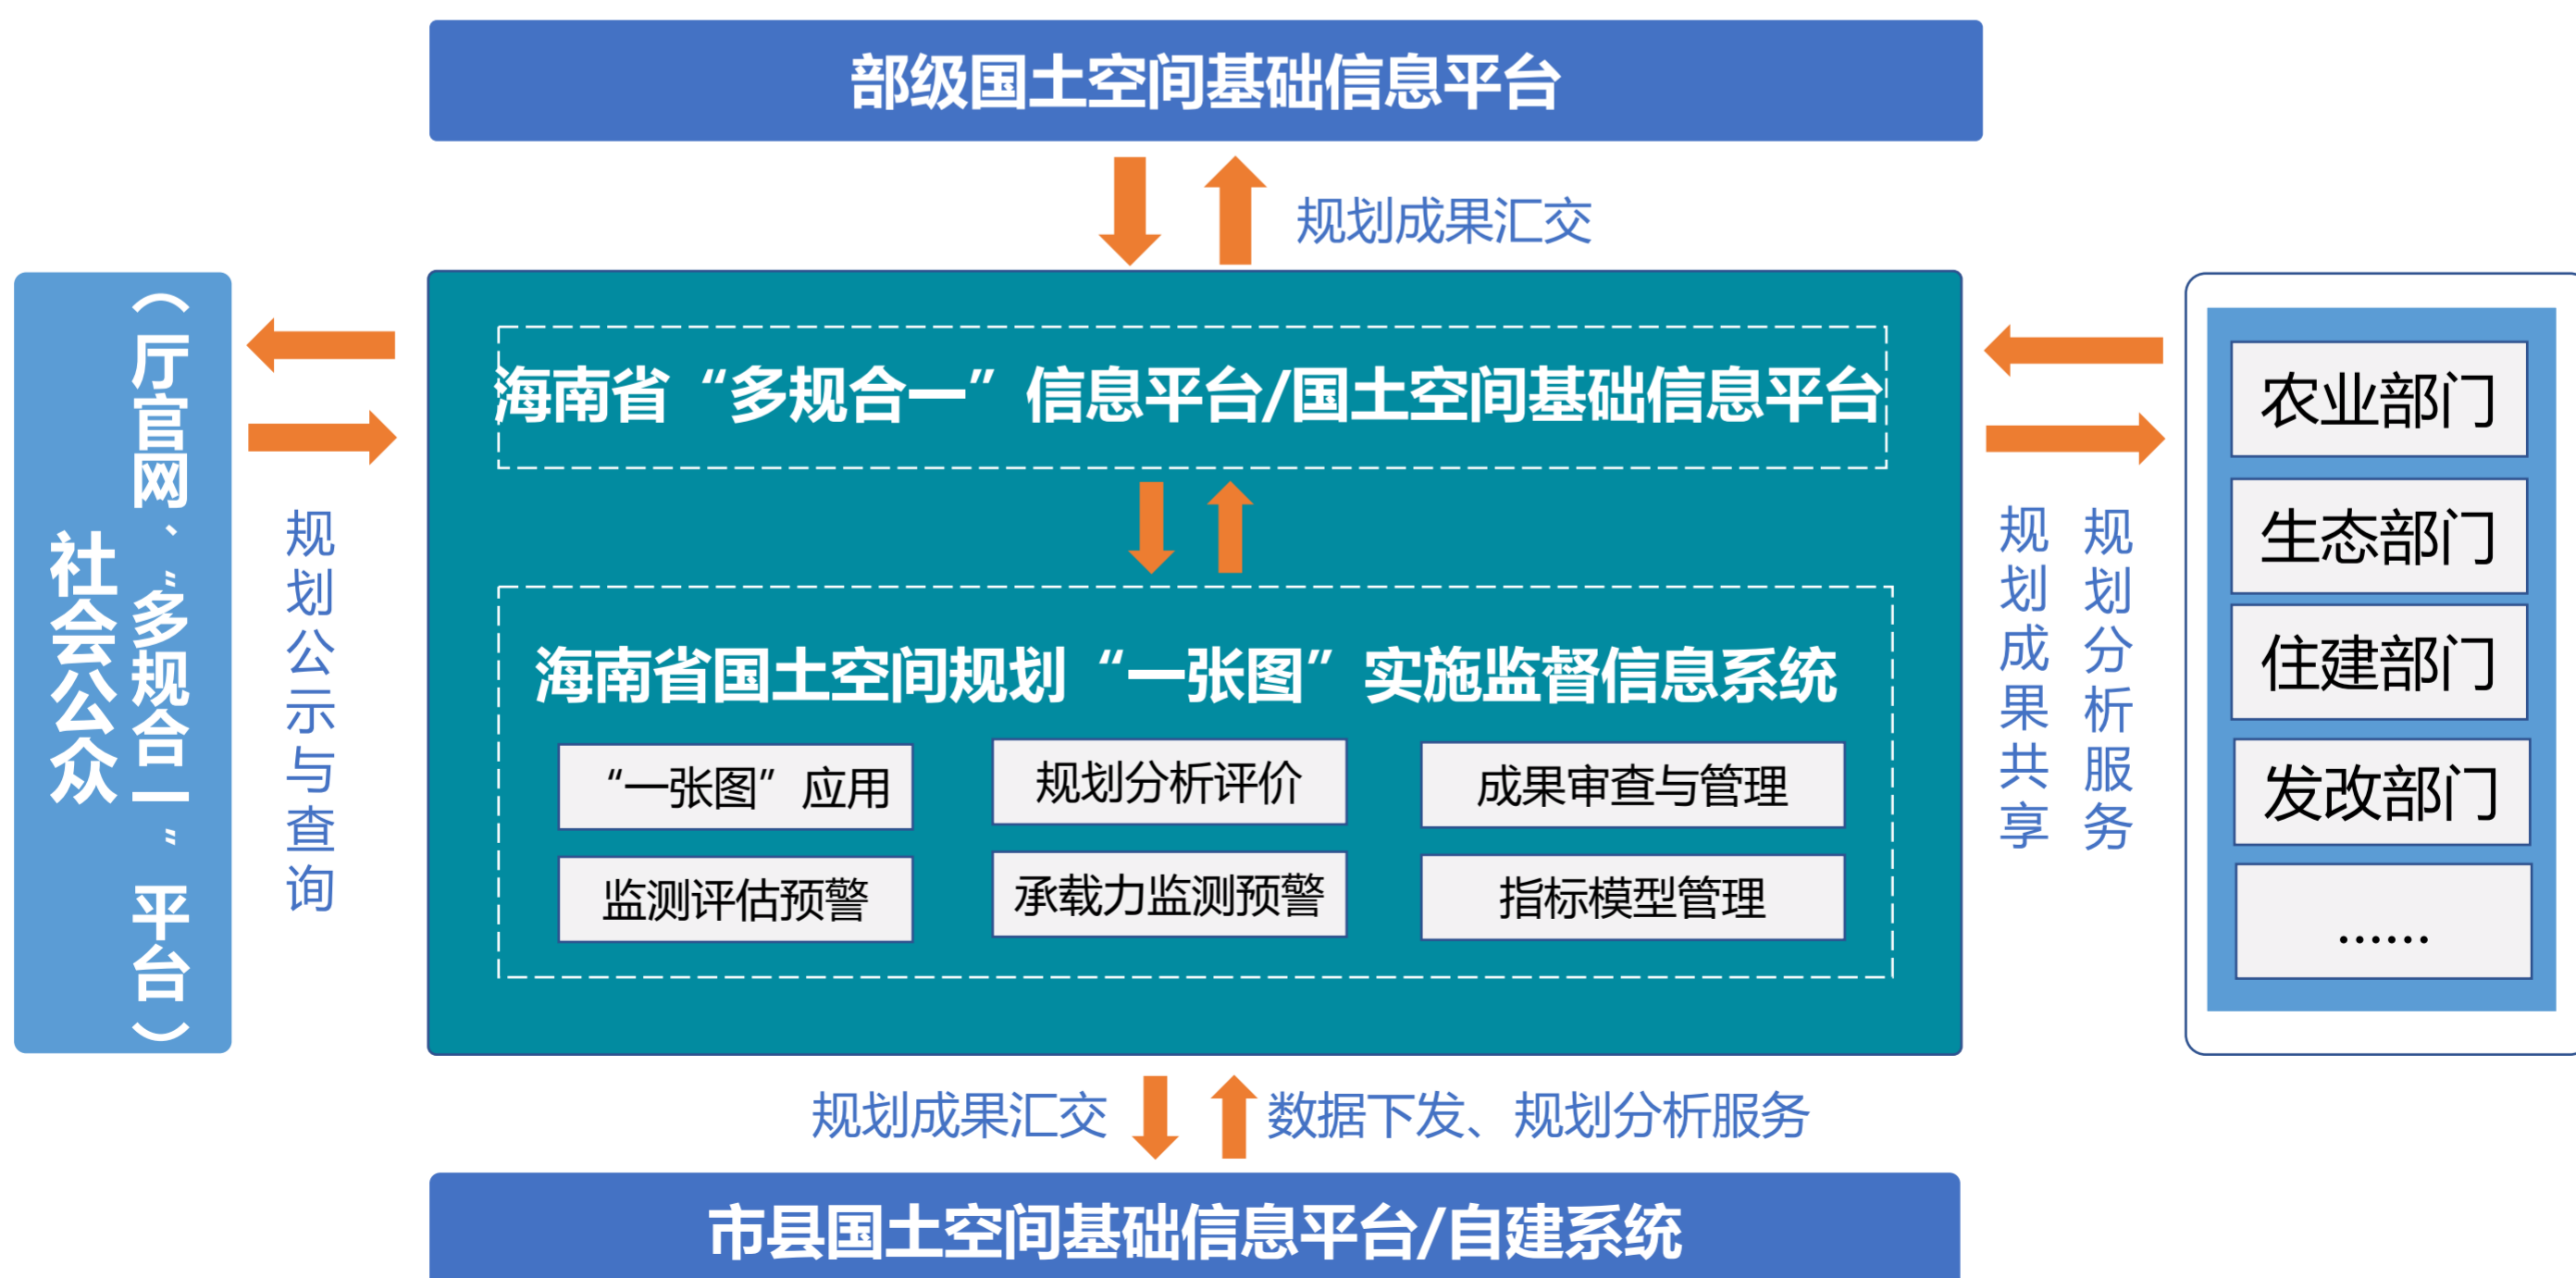 部级国土空间基础信息平台
规划成果汇交
社会公众
（厅官网、“多规合一”平台）
规划公示与查询
海南省“多规合一”信息平台/国土空间基础信息平台
海南省国土空间规划“一张图”实施监督信息系统
“一张图”应用
规划分析评价
成果审查与管理
监测评估预警
承载力监测预警
指标模型管理
规划成果共享
规划分析服务
农业部门
生态部门
住建部门
发改部门
……
规划成果汇交
数据下发、规划分析服务
市县国土空间基础信息平台/自建系统